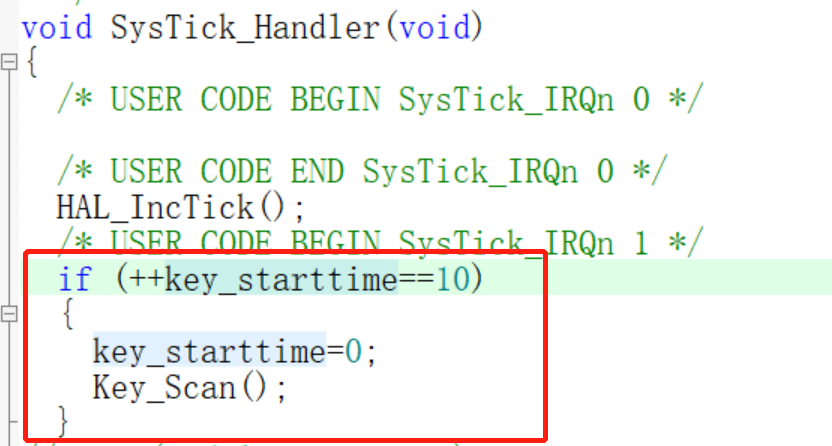 void SysTick_Handler(void)
{
/* USER CODE BEGIN SysTick_IRQn 0 */
/* USER CODE END SysTick_IRQn 0 */
HAL_IncTick();
/* USER CODE BEGIN SysTick_IRQn 1 */
if (++key_starttime==10)
{
key_starttime=0;
Key_Scan();
}